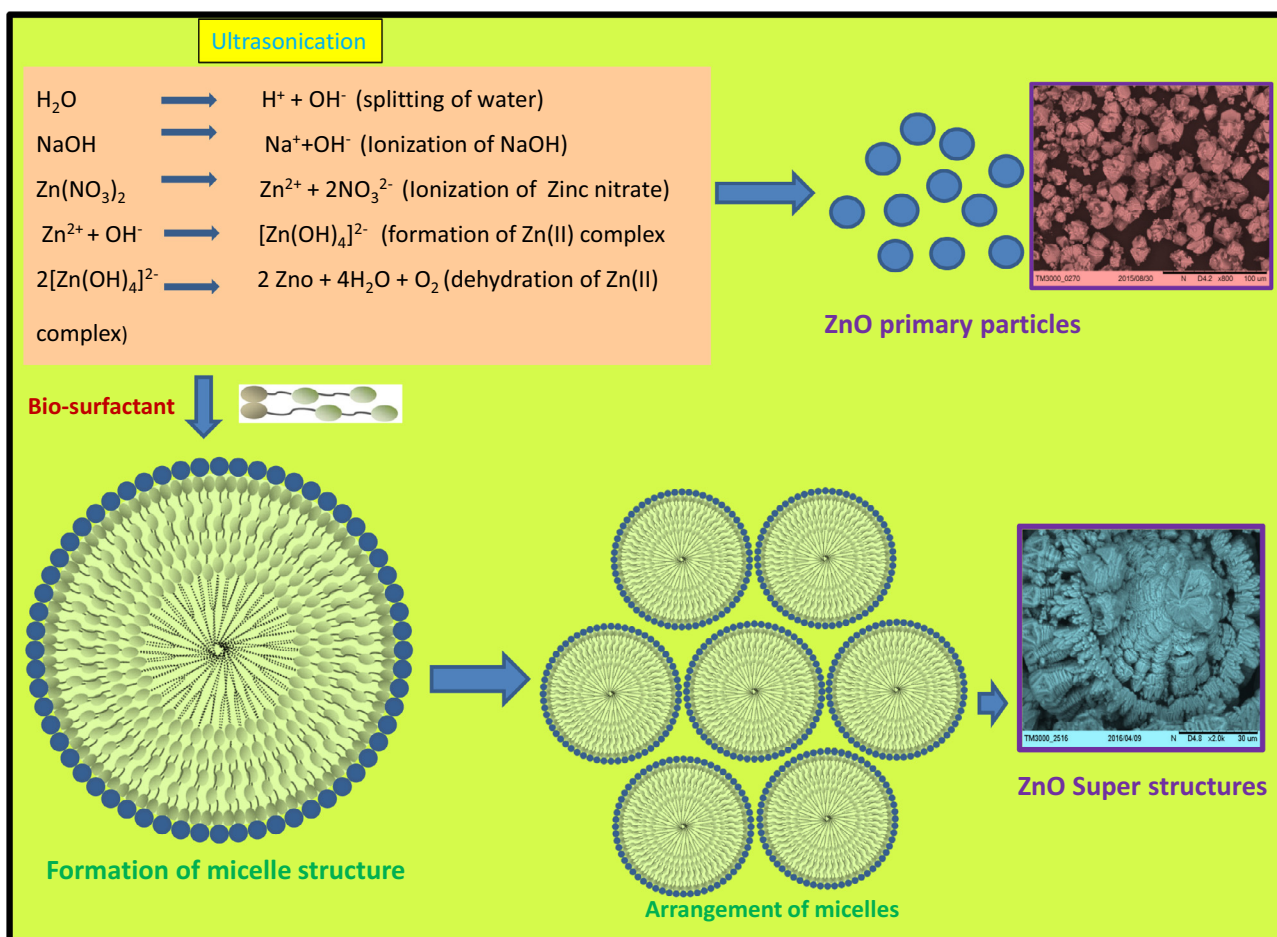 Ultrasonication
H₂O → H⁺ + OH⁻ (splitting of water)
NaOH → Na⁺+OH⁻ (Ionization of NaOH)
Zn(NO₃)₂ → Zn²⁺ + 2NO₃²⁻ (Ionization of Zinc nitrate)
Zn²⁺ + OH⁻ → [Zn(OH)₄]²⁻ (formation of Zn(II) complex
2[Zn(OH)₄]²⁻ → 2 Zno + 4H₂O + O₂ (dehydration of Zn(II)
complex)
TM3000_0270 2015/08/30 N D4.2 x800 100 um
ZnO primary particles
Bio-surfactant
TM3000_2516 2016/04/09 N D4.8 x2.0k 30 um
ZnO Super structures
Formation of micelle structure
Arrangement of micelles